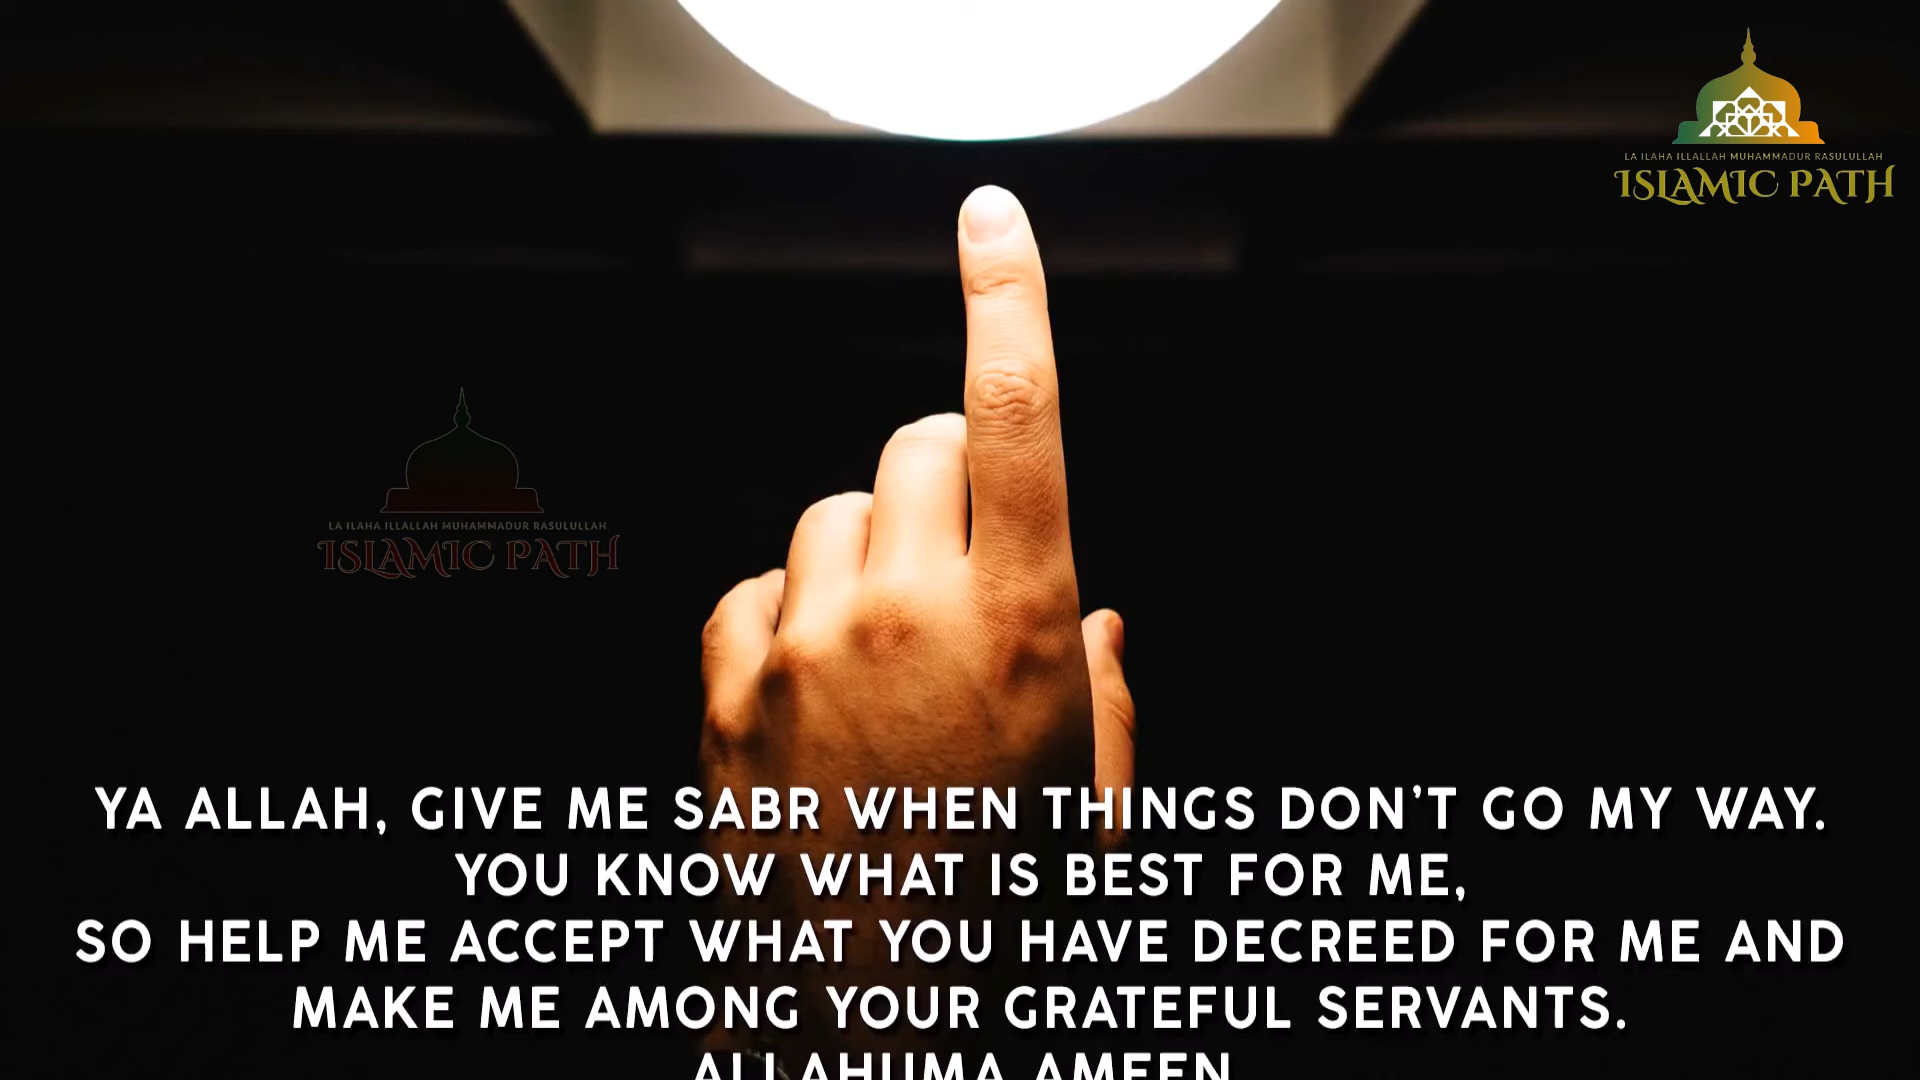 LA ILAHA ILLALLAH MUHAMMADUR RASULULLAH
ISLAMIC PATH
LA ILAHA ILLALLAH MUHAMMADUR RASULULLAH
ISLAMIC PATH
YA ALLAH, GIVE ME SABR WHEN THINGS DON'T GO MY WAY.
YOU KNOW WHAT IS BEST FOR ME,
SO HELP ME ACCEPT WHAT YOU HAVE DECREED FOR ME AND
MAKE ME AMONG YOUR GRATEFUL SERVANTS.
ALLAHUMA AMEEN